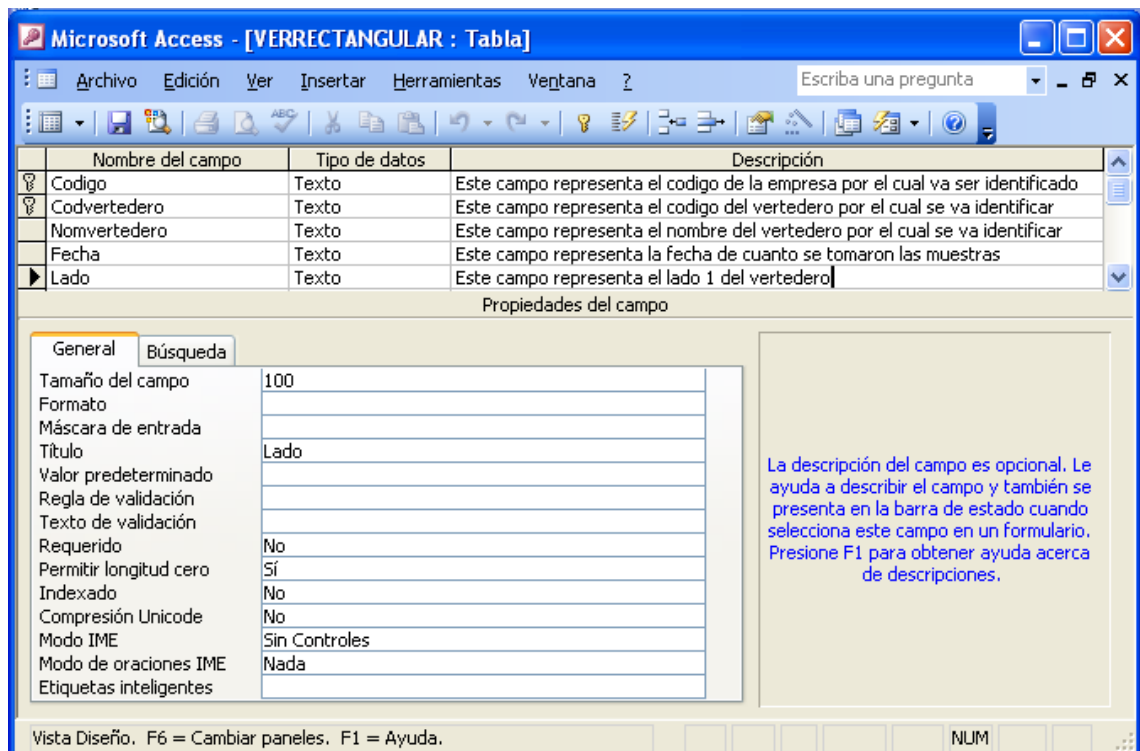 Microsoft Access - [VERRECTANGULAR : Tabla]
Archivo Edición Ver Insertar Herramientas Ventana ? Escriba una pregunta
Nombre del campo Tipo de datos Descripción
Codigo Texto Este campo representa el codigo de la empresa por el cual va ser identificado
Codvertedero Texto Este campo representa el codigo del vertedero por el cual se va identificar
Nomvertedero Texto Este campo representa el nombre del vertedero por el cual se va identificar
Fecha Texto Este campo representa la fecha de cuanto se tomaron las muestras
Lado Texto Este campo representa el lado 1 del vertedero
Propiedades del campo
General Búsqueda
Tamaño del campo 100
Formato
Máscara de entrada
Título Lado
Valor predeterminado
Regla de validación
Texto de validación
Requerido No
Permitir longitud cero Sí
Indexado No
Compresión Unicode No
Modo IME Sin Controles
Modo de oraciones IME Nada
Etiquetas inteligentes
La descripción del campo es opcional. Le
ayuda a describir el campo y también se
presenta en la barra de estado cuando
selecciona este campo en un formulario.
Presione F1 para obtener ayuda acerca
de descripciones.
Vista Diseño. F6 = Cambiar paneles. F1 = Ayuda. NUM